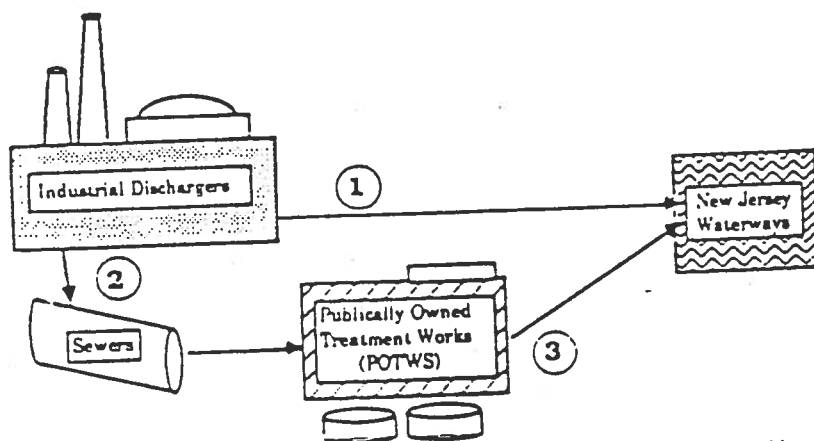 Industrial Dischargers
1
New Jersey
Waterways
2
Sewers
Publically Owned
Treatment Works
(POTWS)
3